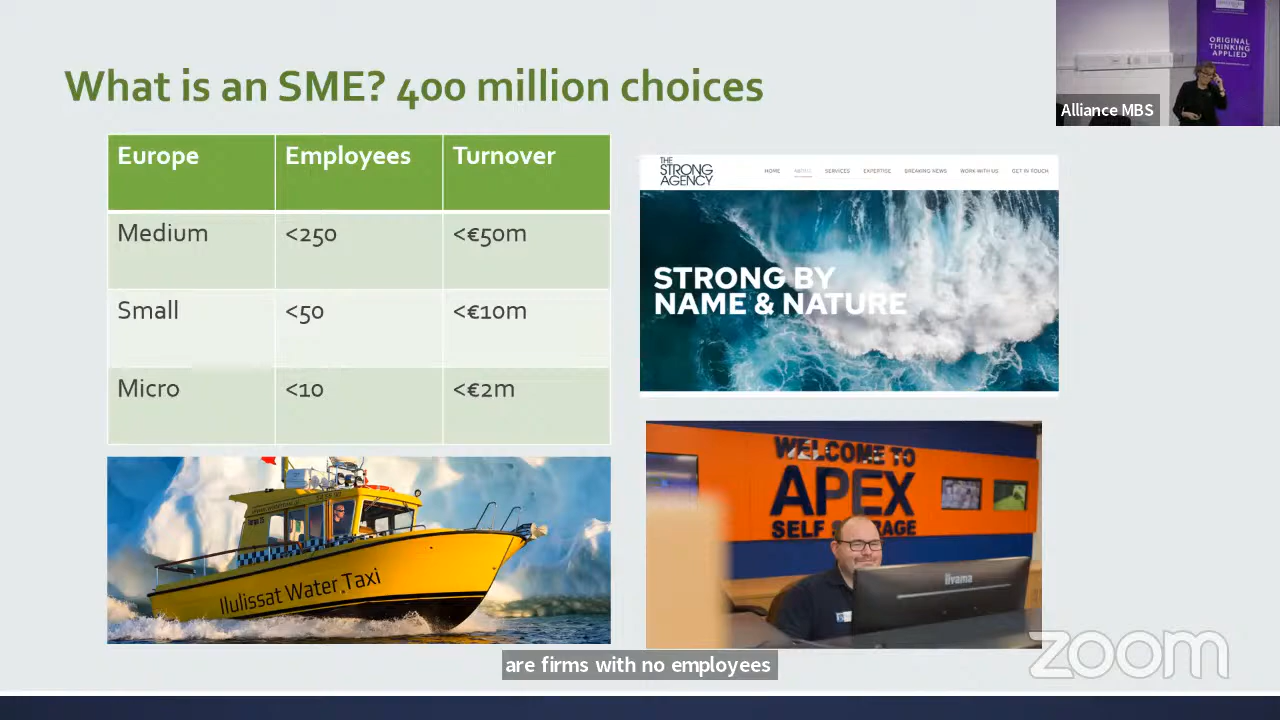 What is an SME? 400 million choices
ORIGINAL
THINKING
APPLIED
Alliance MBS
Europe Employees Turnover
Medium <250 <€50m
Small <50 <€10m
Micro <10 <€2m
THE
STRONG
AGENCY
HOME ABOUT SERVICES EXPERTISE BREAKING NEWS WORK WITH US GET IN TOUCH
STRONG BY
NAME & NATURE
Ilulissat Water Taxi
WELCOME TO
APEX
SELF STORAGE
iiyama
are firms with no employees
zoom